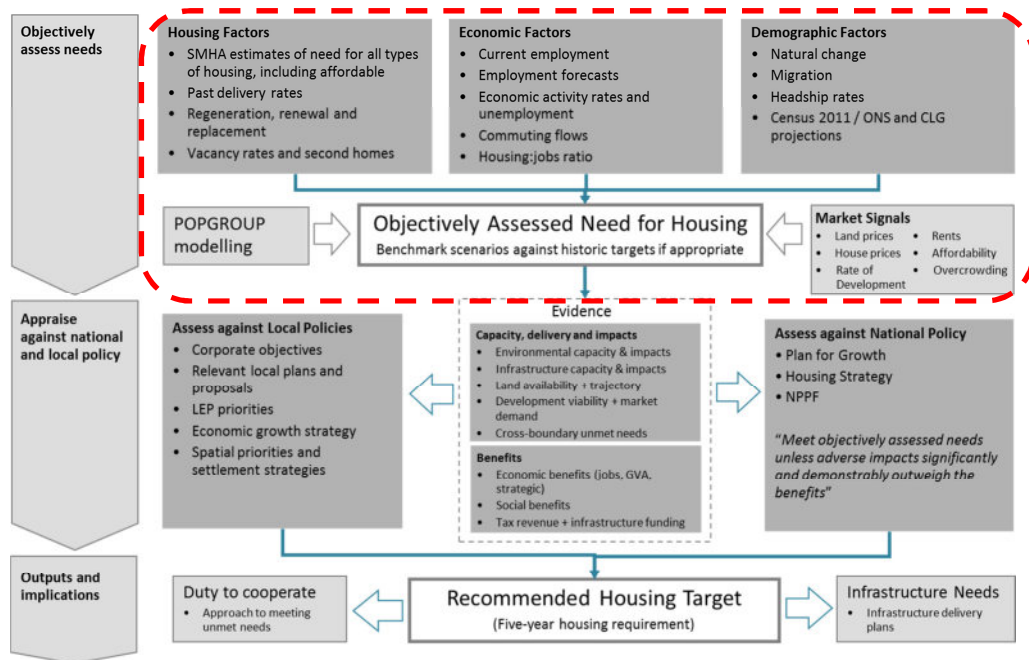 Objectively
assess needs
Housing Factors
• SMHA estimates of need for all types
of housing, including affordable
• Past delivery rates
• Regeneration, renewal and
replacement
• Vacancy rates and second homes
Economic Factors
• Current employment
• Employment forecasts
• Economic activity rates and
unemployment
• Commuting flows
• Housing:jobs ratio
Demographic Factors
• Natural change
• Migration
• Headship rates
• Census 2011 / ONS and CLG
projections
POPGROUP
modelling
Objectively Assessed Need for Housing
Benchmark scenarios against historic targets if appropriate
Market Signals
• Land prices
• House prices
• Rate of
Development
• Rents
• Affordability
• Overcrowding
Appraise
against national
and local policy
Assess against Local Policies
• Corporate objectives
• Relevant local plans and
proposals
• LEP priorities
• Economic growth strategy
• Spatial priorities and
settlement strategies
Evidence
Capacity, delivery and impacts
• Environmental capacity & impacts
• Infrastructure capacity & impacts
• Land availability + trajectory
• Development viability + market
demand
• Cross-boundary unmet needs
Benefits
• Economic benefits (jobs, GVA,
strategic)
• Social benefits
• Tax revenue + infrastructure funding
Assess against National Policy
• Plan for Growth
• Housing Strategy
• NPPF
"Meet objectively assessed needs
unless adverse impacts significantly
and demonstrably outweigh the
benefits"
Outputs and
implications
Duty to cooperate
• Approach to meeting
unmet needs
Recommended Housing Target
(Five-year housing requirement)
Infrastructure Needs
• Infrastructure delivery
plans